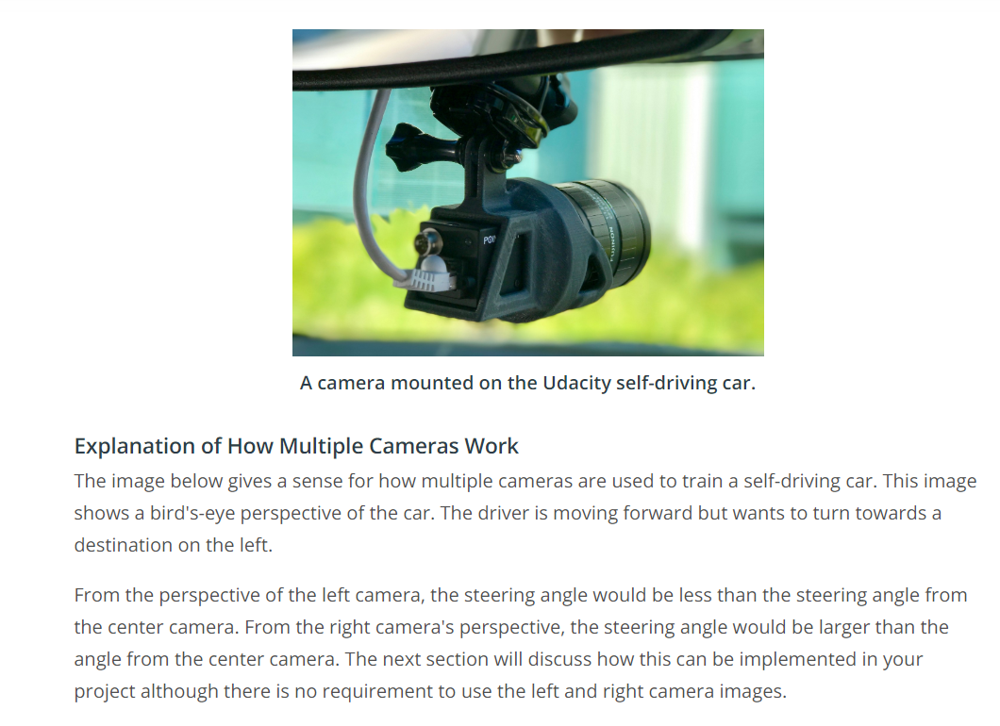 POIN
FUJINON
A camera mounted on the Udacity self-driving car.
Explanation of How Multiple Cameras Work
The image below gives a sense for how multiple cameras are used to train a self-driving car. This image
shows a bird's-eye perspective of the car. The driver is moving forward but wants to turn towards a
destination on the left.
From the perspective of the left camera, the steering angle would be less than the steering angle from
the center camera. From the right camera's perspective, the steering angle would be larger than the
angle from the center camera. The next section will discuss how this can be implemented in your
project although there is no requirement to use the left and right camera images.